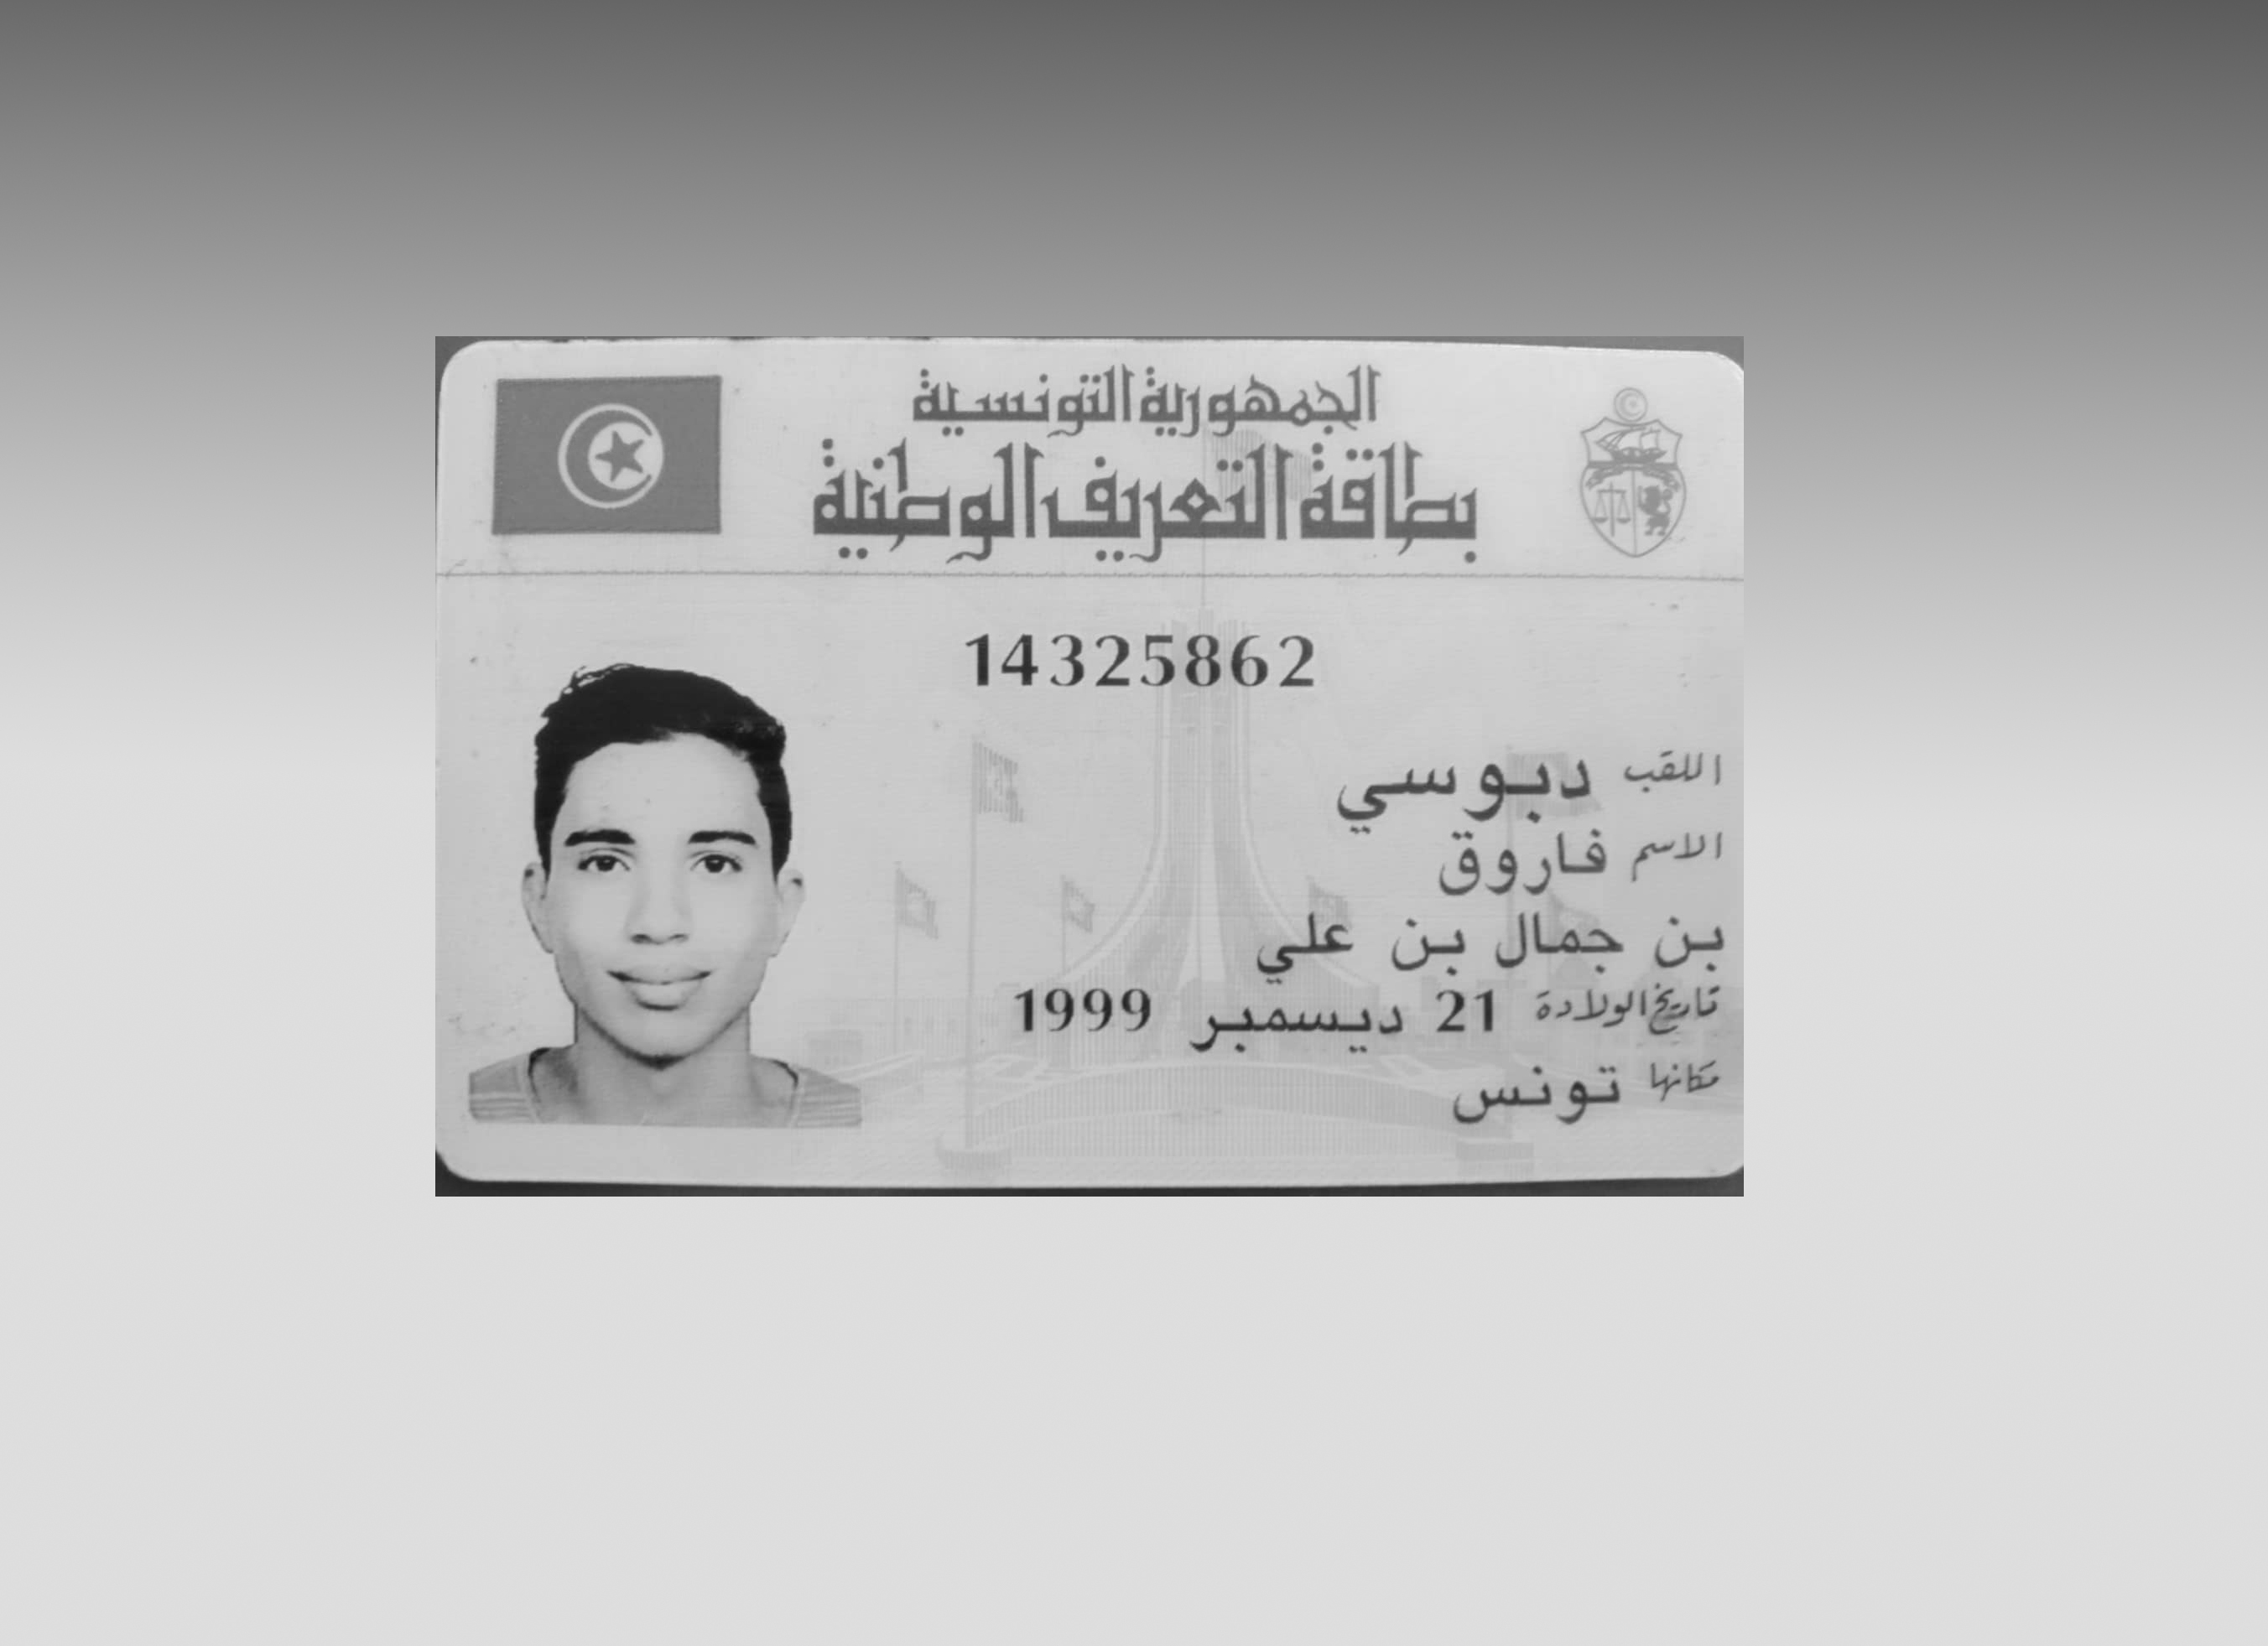 الجمهورية التونسية
بطاقة التعريف الوطنية
14325862
اللقب دبوسي
الاسم فاروق
بن جمال بن علي
تاريخ الولادة 21 ديسمبر 1999
مكانها تونس